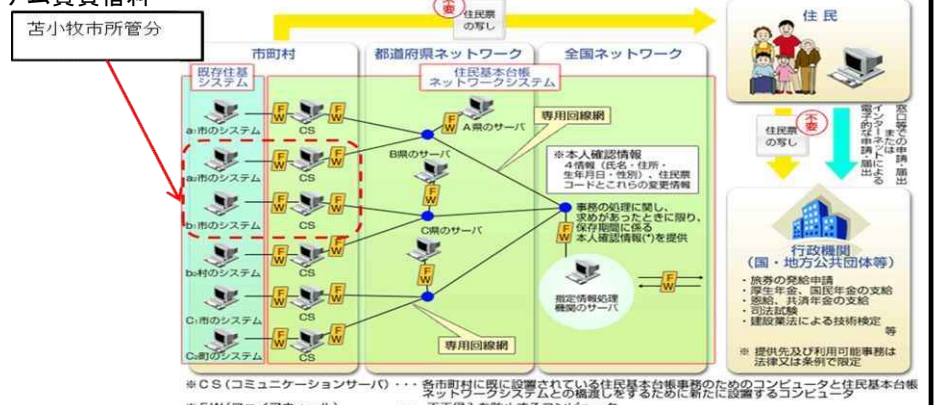 苫小牧市所管分
市町村
都道府県ネットワーク
全国ネットワーク
既存住基
システム
住民基本台帳
ネットワークシステム
a₁市のシステム
a₂市のシステム
b₁市のシステム
b₂村のシステム
C₁市のシステム
C₂町のシステム
FW
CS
CS
CS
CS
CS
CS
A県のサーバ
B県のサーバ
C県のサーバ
専用回線網
専用回線網
※本人確認情報
4情報(氏名・住所・
生年月日・性別)、住民票
コードとこれらの変更情報
事務の処理に関し、
求めがあったときに限り、
保存期間に係る
本人確認情報(*)を提供
指定情報処理
機関のサーバ
不要
住民票
の写し
住民
住民票
の写し
不要
窓口等での申請・届出
または
インターネットによる
電子的な申請・届出
行政機関
(国・地方公共団体等)
・旅券の発給申請
・厚生年金、国民年金の支給
・恩給、共済年金の支給
・司法試験
・建設業法による技術検定
等
※ 提供先及び利用可能事務は
法律又は条例で限定
※CS(コミュニケーションサーバ)・・・ 各市町村に既に設置されている住民基本台帳事務のためのコンピュータと住民基本台帳
ネットワークシステムとの橋渡しをするために新たに設置するコンピュータ